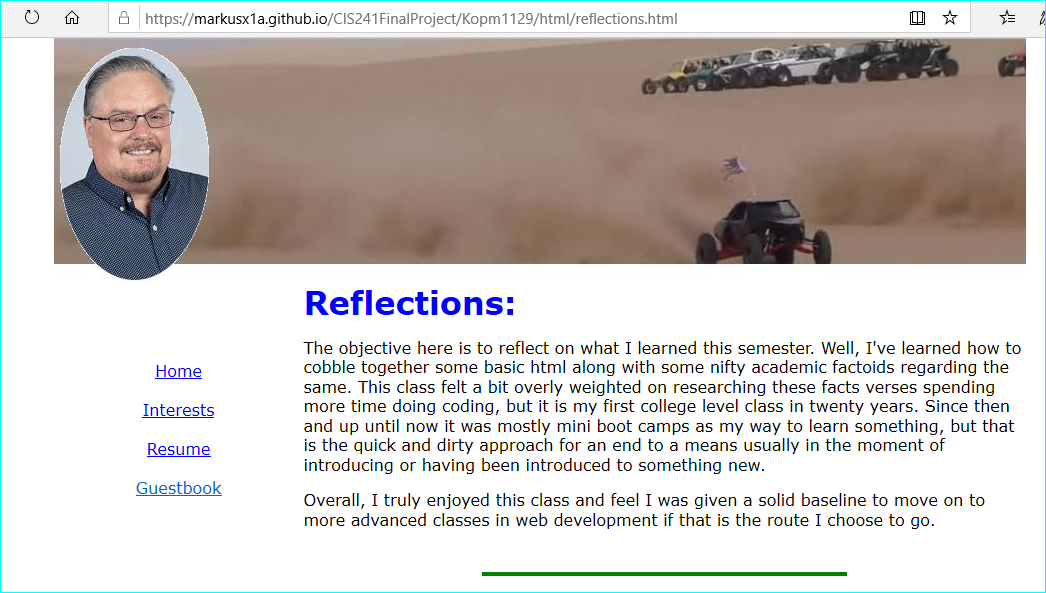 https://markusx1a.github.io/CIS241FinalProject/Kopm1129/html/reflections.html
Reflections:
Home
Interests
Resume
Guestbook
The objective here is to reflect on what I learned this semester. Well, I've learned how to
cobble together some basic html along with some nifty academic factoids regarding the
same. This class felt a bit overly weighted on researching these facts verses spending
more time doing coding, but it is my first college level class in twenty years. Since then
and up until now it was mostly mini boot camps as my way to learn something, but that
is the quick and dirty approach for an end to a means usually in the moment of
introducing or having been introduced to something new.
Overall, I truly enjoyed this class and feel I was given a solid baseline to move on to
more advanced classes in web development if that is the route I choose to go.